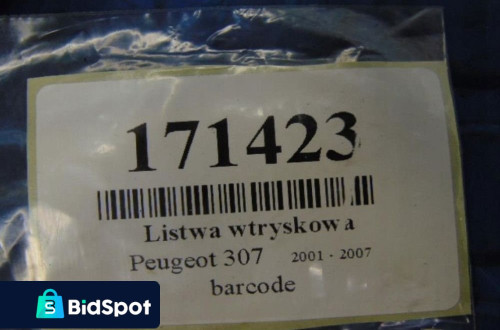 171423
Listwa wtryskowa
Peugeot 307 2001 - 2007
barcode
BidSpot